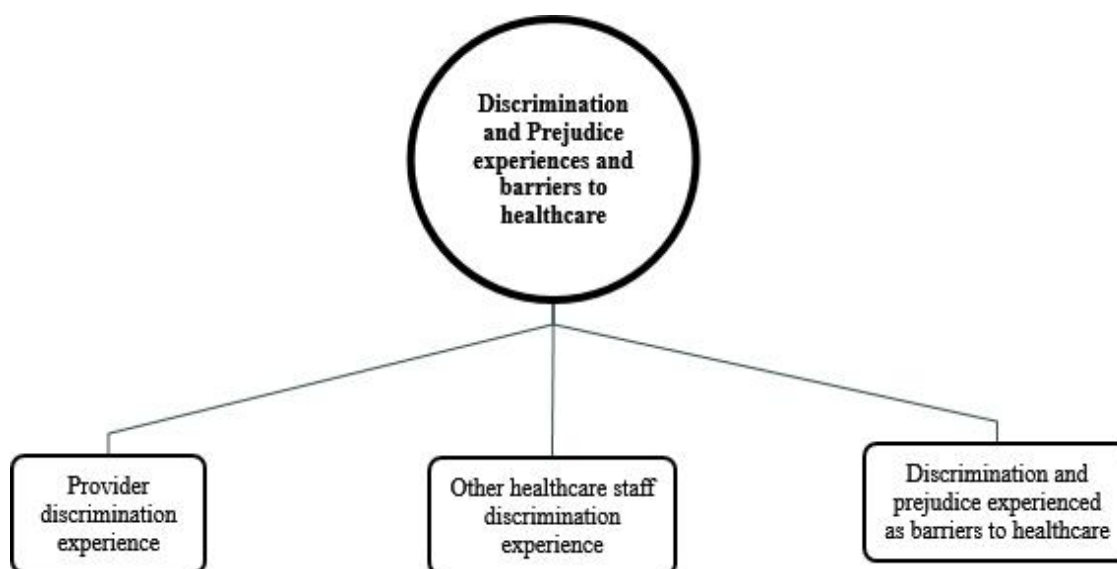 Discrimination
and Prejudice
experiences and
barriers to
healthcare
Provider
discrimination
experience
Other healthcare staff
discrimination
experience
Discrimination and
prejudice experienced
as barriers to healthcare